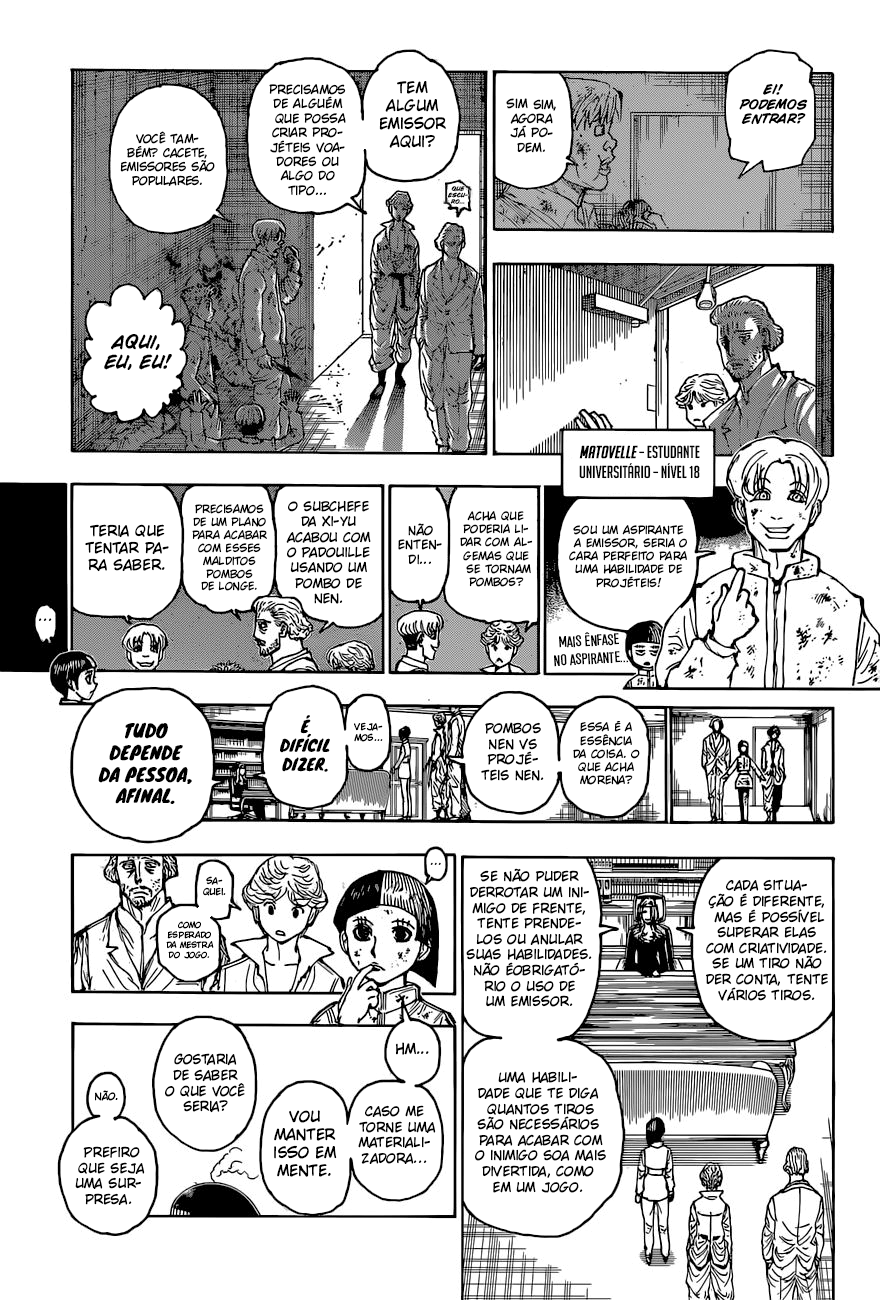 EI!
PODEMOS
ENTRAR?
SIM SIM,
AGORA
JÁ PO-
DEM.
TEM
ALGUM
EMISSOR
AQUI?
PRECISAMOS
DE ALGUÉM
QUE POSSA
CRIAR PRO-
JÉTEIS VOA-
DORES OU
ALGO DO
TIPO...
QUE
ESCU-
RO...
VOCÊ TAM-
BÉM? CACETE,
EMISSORES SÃO
POPULARES.
AQUI,
EU, EU!
MATOVELLE - ESTUDANTE
UNIVERSITÁRIO - NÍVEL 18
SOU UM ASPIRANTE
A EMISSOR, SERIA O
CARA PERFEITO PARA
UMA HABILIDADE DE
PROJÉTEIS!
MAIS ÊNFASE
NO ASPIRANTE...
ACHA QUE
PODERIA LI-
DAR COM AL-
GEMAS QUE
SE TORNAM
POMBOS?
NÃO
ENTEN-
DI...
O SUBCHEFE
DA XI-YU
ACABOU COM
O PADOUILLE
USANDO UM
POMBO DE
NEN.
PRECISAMOS
DE UM PLANO
PARA ACABAR
COM ESSES
MALDITOS
POMBOS
DE LONGE.
TERIA QUE
TENTAR PA-
RA SABER.
...
ESSA É A
ESSÊNCIA
DA COISA. O
QUE ACHA
MORENA?
POMBOS
NEN VS
PROJÉ-
TEIS NEN.
VEJA-
MOS...
É
DIFÍCIL
DIZER.
TUDO
DEPENDE
DA PESSOA,
AFINAL.
CADA SITUA-
ÇÃO É DIFERENTE,
MAS É POSSÍVEL
SUPERAR ELAS
COM CRIATIVIDADE.
SE UM TIRO NÃO
DER CONTA, TENTE
VÁRIOS TIROS.
SE NÃO PUDER
DERROTAR UM INI-
MIGO DE FRENTE,
TENTE PRENDE-
LOS OU ANULAR
SUAS HABILIDADES.
NÃO ÉOBRIGATÓ-
RIO O USO DE
UM EMISSOR.
UMA HABILI-
DADE QUE TE DIGA
QUANTOS TIROS
SÃO NECESSÁRIOS
PARA ACABAR COM
O INIMIGO SOA MAIS
DIVERTIDA, COMO
EM UM JOGO.
...
SA-
QUEI.
COMO
ESPERADO
DA MESTRA
DO JOGO.
HM...
CASO ME
TORNE UMA
MATERIALI-
ZADORA...
VOU
MANTER
ISSO EM
MENTE.
GOSTARIA
DE SABER
O QUE VOCÊ
SERIA?
NÃO.
PREFIRO
QUE SEJA
UMA SUR-
PRESA.